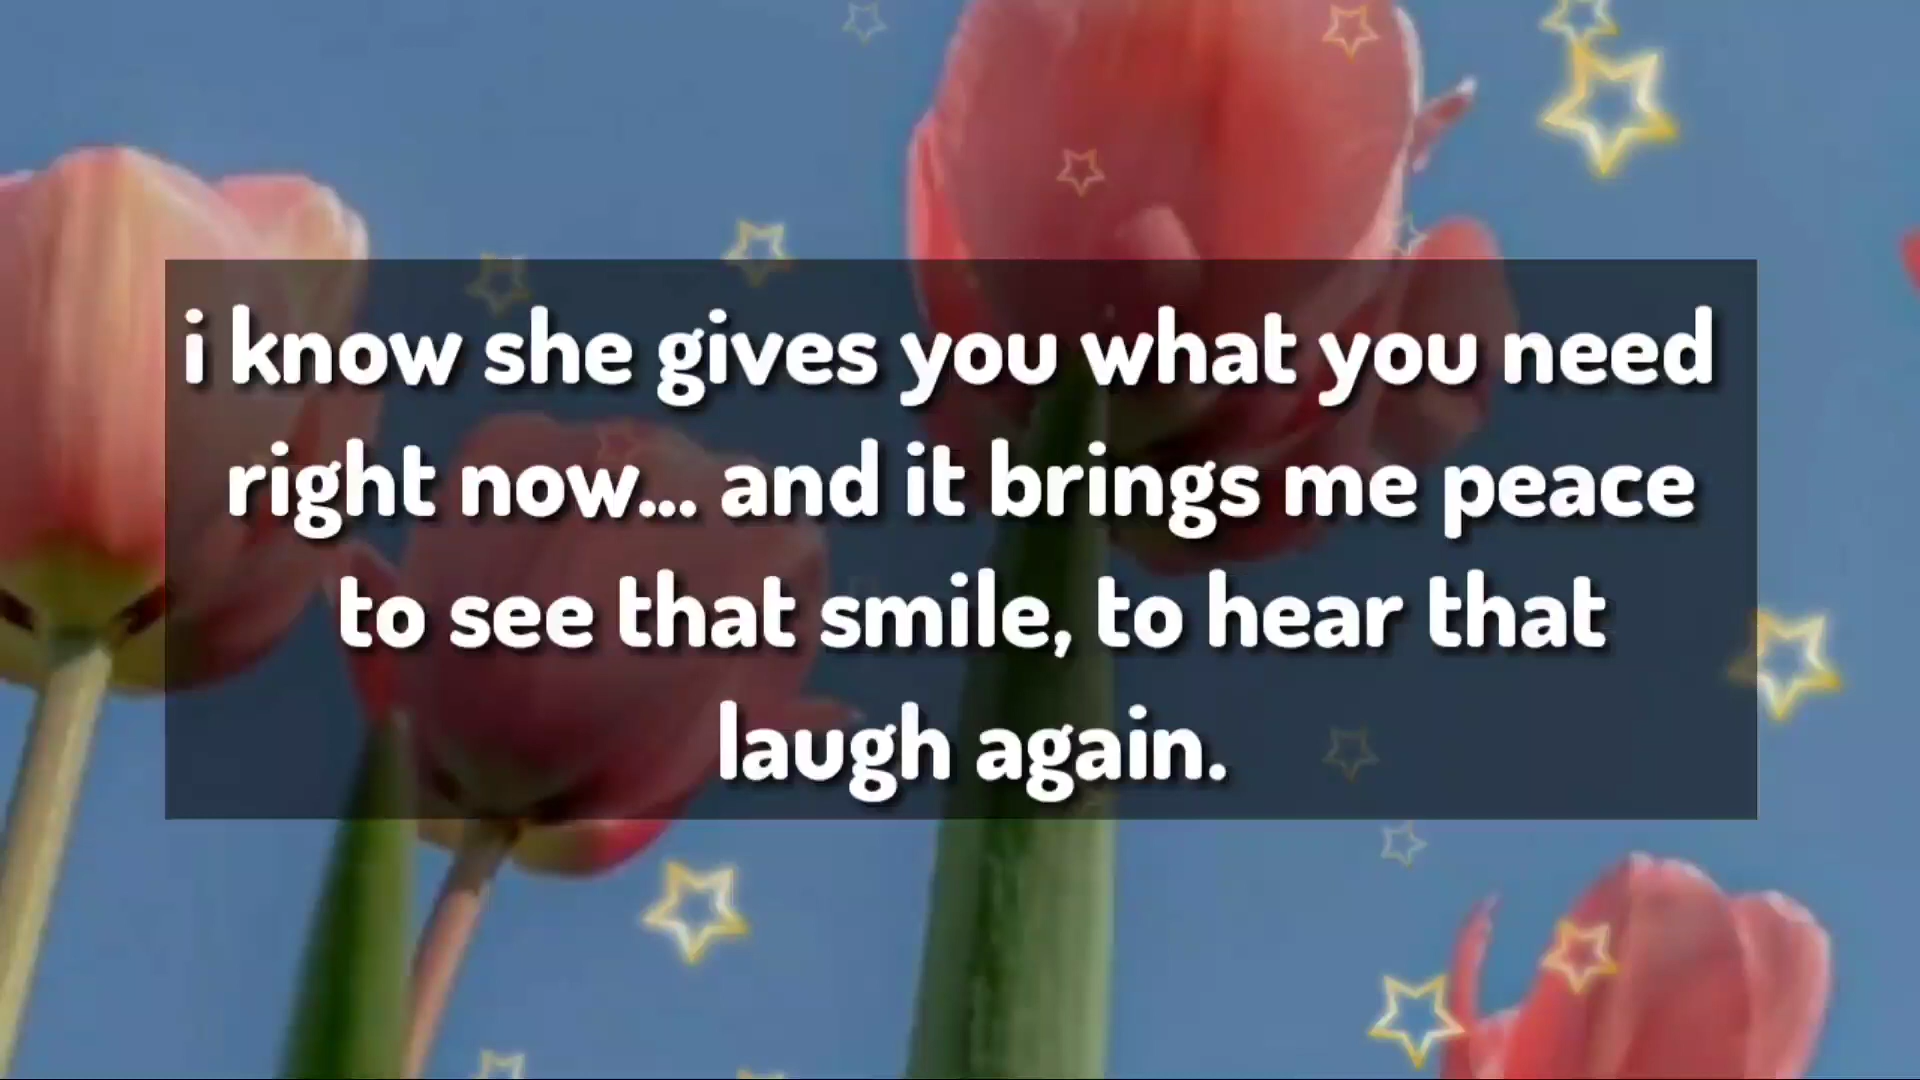 i know she gives you what you need
right now... and it brings me peace
to see that smile, to hear that
laugh again.